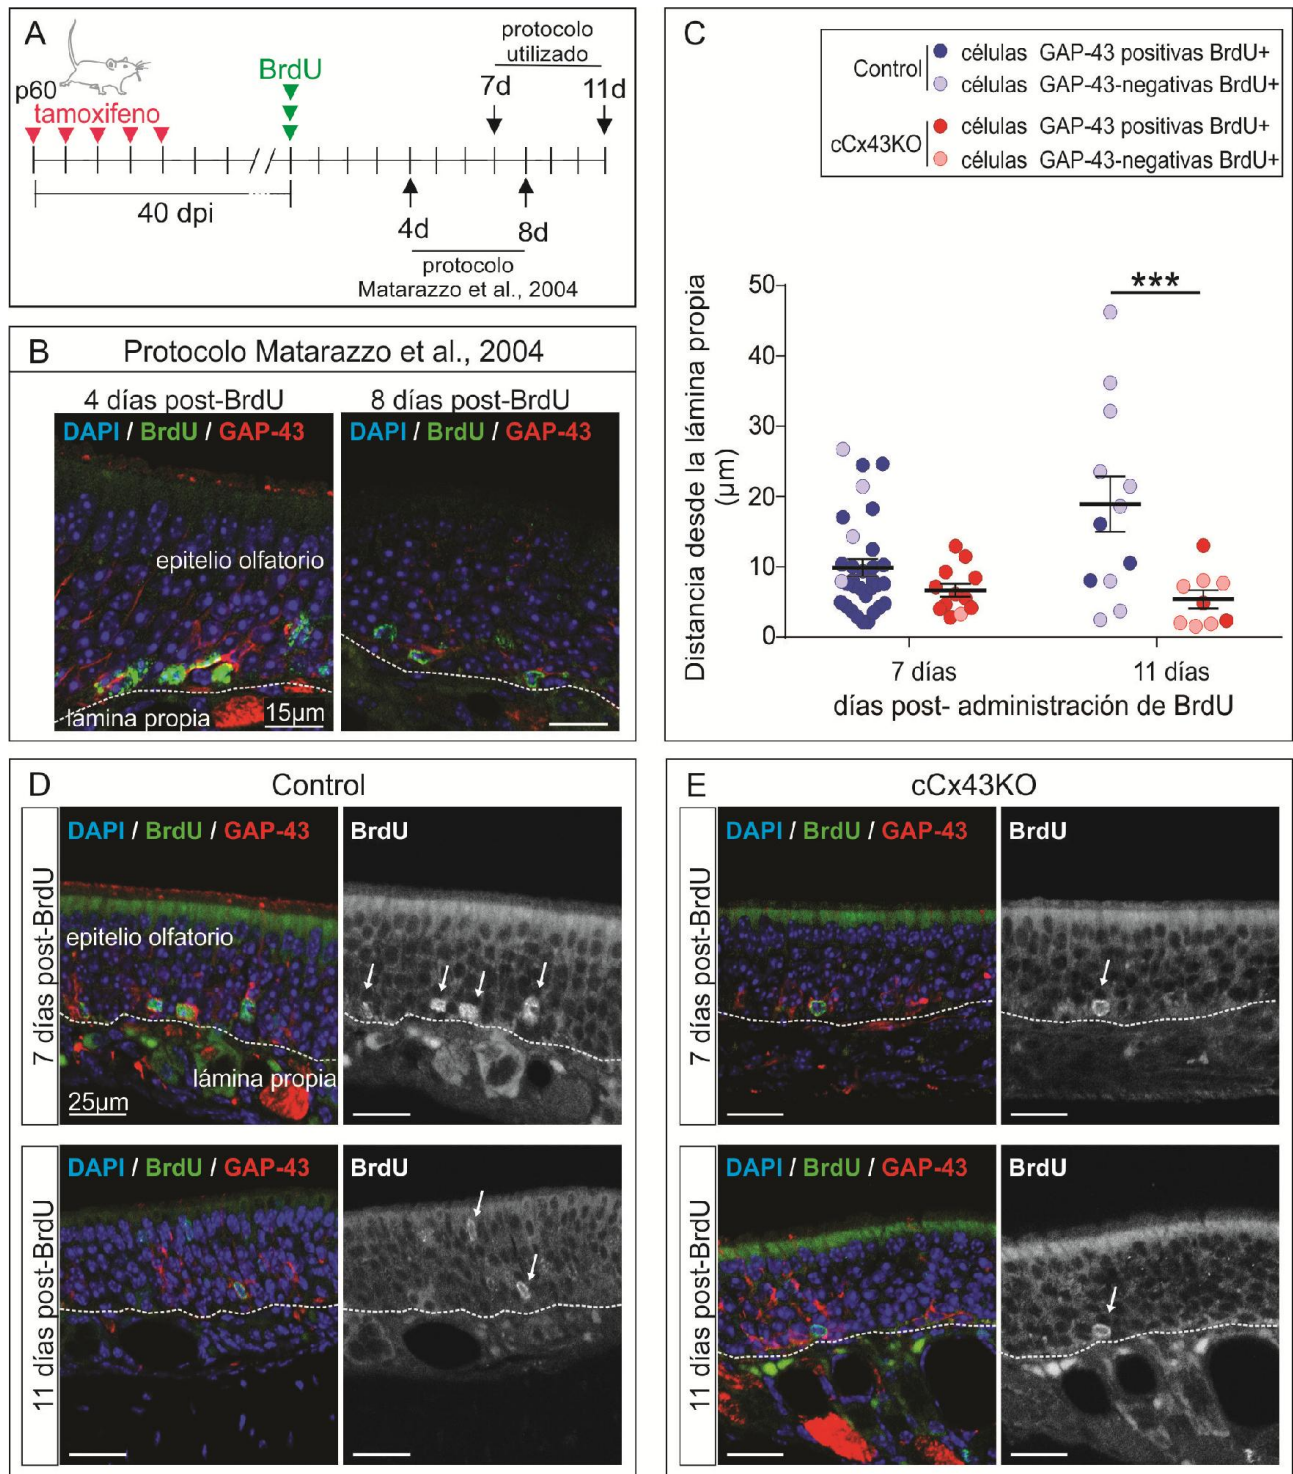 A
p60
tamoxifeno
BrdU
protocolo
utilizado
7d
11d
40 dpi
4d
8d
protocolo
Matarazzo et al., 2004
B
Protocolo Matarazzo et al., 2004
4 días post-BrdU
8 días post-BrdU
DAPI / BrdU / GAP-43
DAPI / BrdU / GAP-43
epitelio olfatorio
lámina propia
15µm
C
Control
células GAP-43 positivas BrdU+
células GAP-43-negativas BrdU+
cCx43KO
células GAP-43 positivas BrdU+
células GAP-43-negativas BrdU+
Distancia desde la lámina propia
(µm)
50
40
30
20
10
0
***
7 días
11 días
días post- administración de BrdU
D
Control
7 días post-BrdU
DAPI / BrdU / GAP-43
BrdU
epitelio olfatorio
lámina propia
25µm
11 días post-BrdU
DAPI / BrdU / GAP-43
BrdU
E
cCx43KO
7 días post-BrdU
DAPI / BrdU / GAP-43
BrdU
11 días post-BrdU
DAPI / BrdU / GAP-43
BrdU